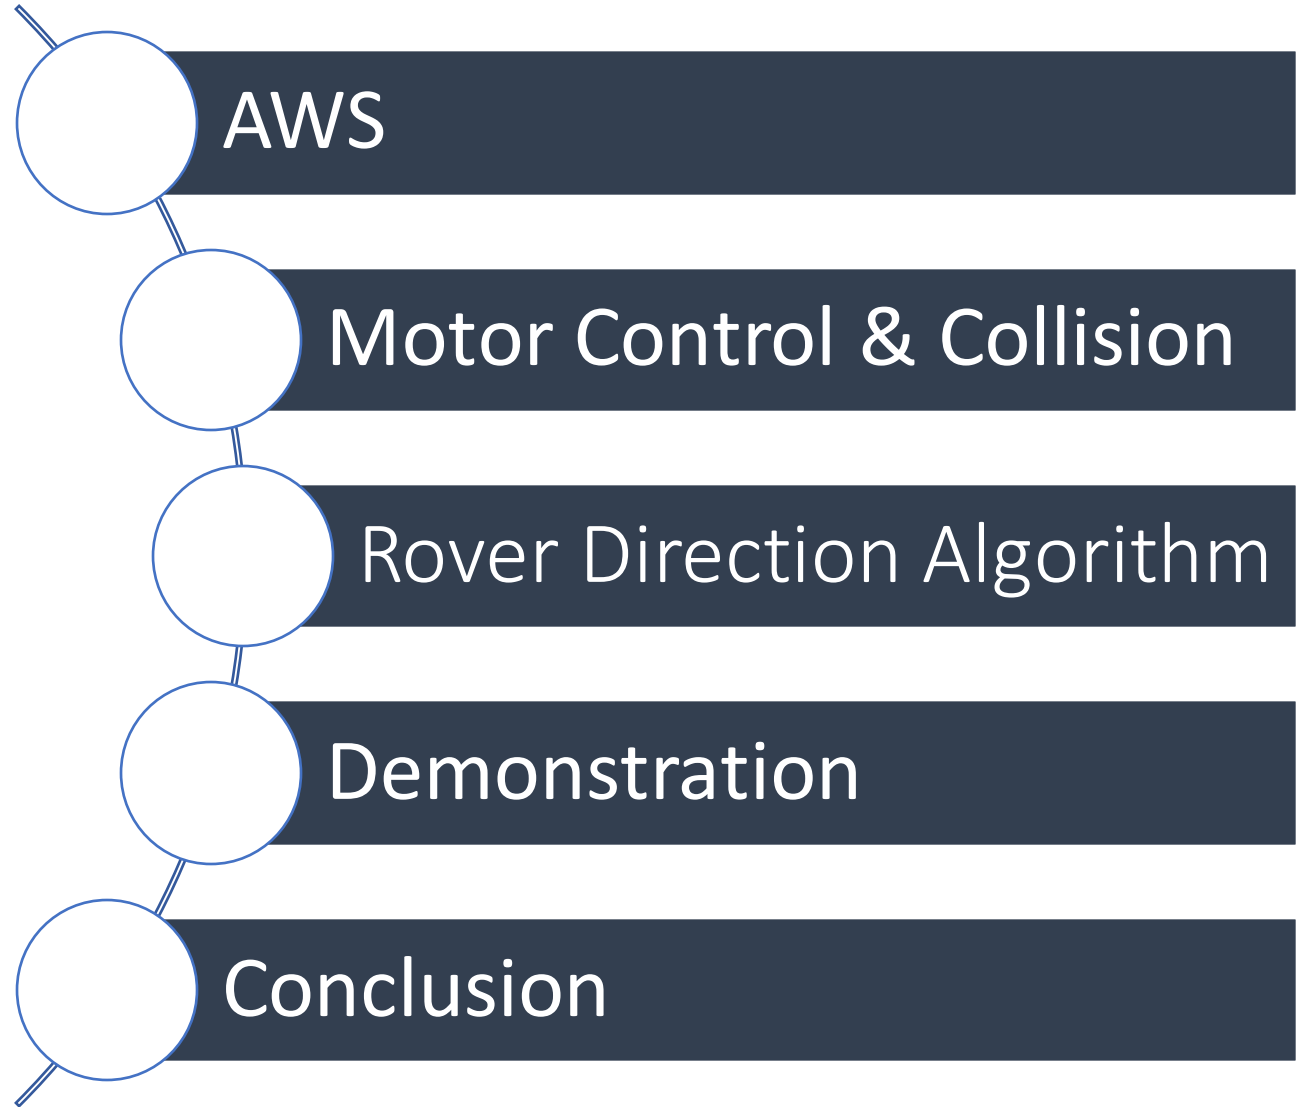 AWS
Motor Control & Collision
Rover Direction Algorithm
Demonstration
Conclusion